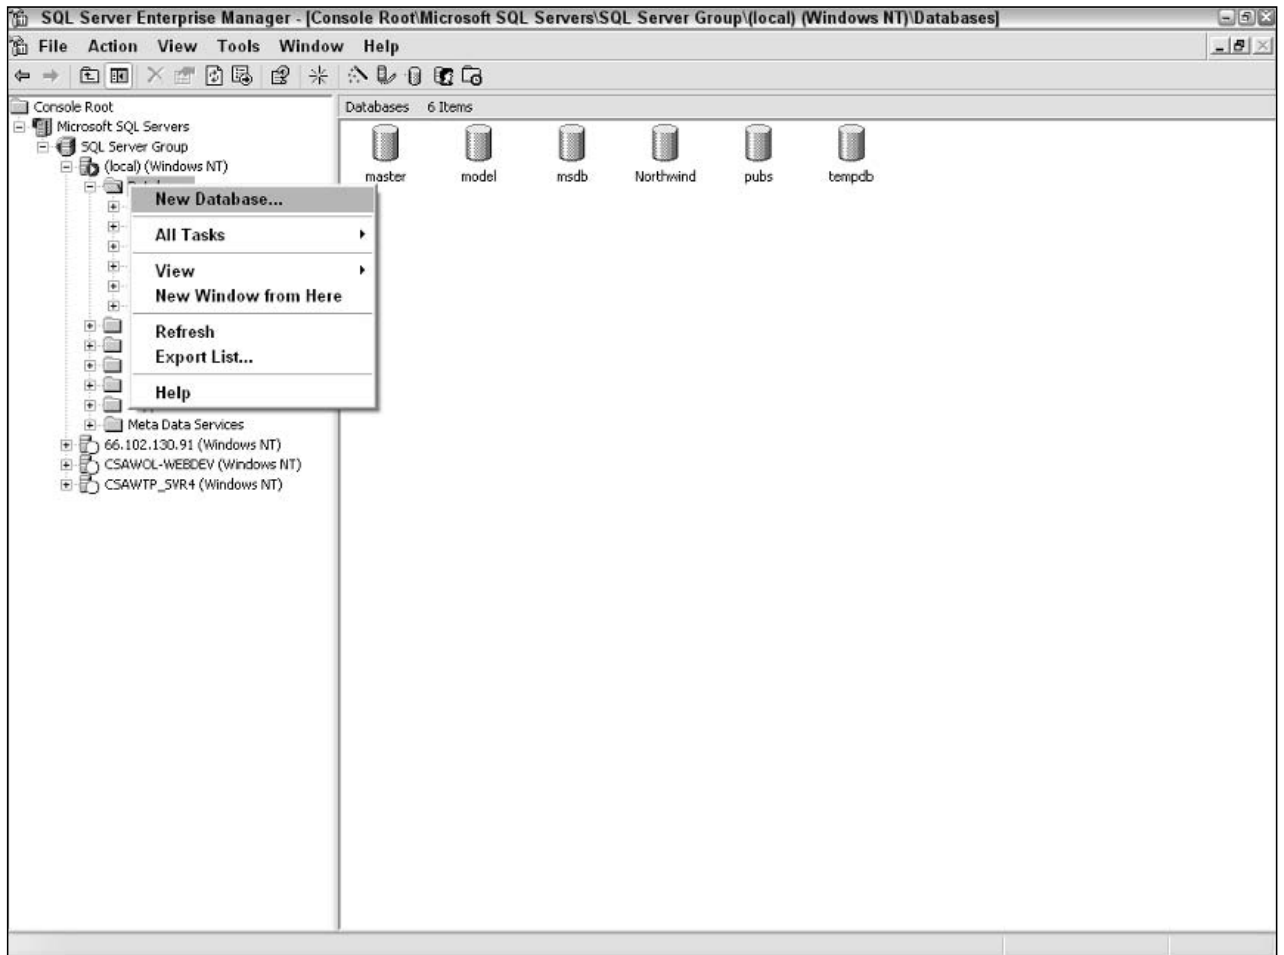 SQL Server Enterprise Manager - [Console Root\Microsoft SQL Servers\SQL Server Group\(local) (Windows NT)\Databases]
File Action View Tools Window Help
Console Root
Microsoft SQL Servers
SQL Server Group
(local) (Windows NT)
New Database...
All Tasks
View
New Window from Here
Refresh
Export List...
Help
Meta Data Services
66.102.130.91 (Windows NT)
CSAWOL-WEBDEV (Windows NT)
CSAWTP_SVR4 (Windows NT)
Databases 6 Items
master model msdb Northwind pubs tempdb